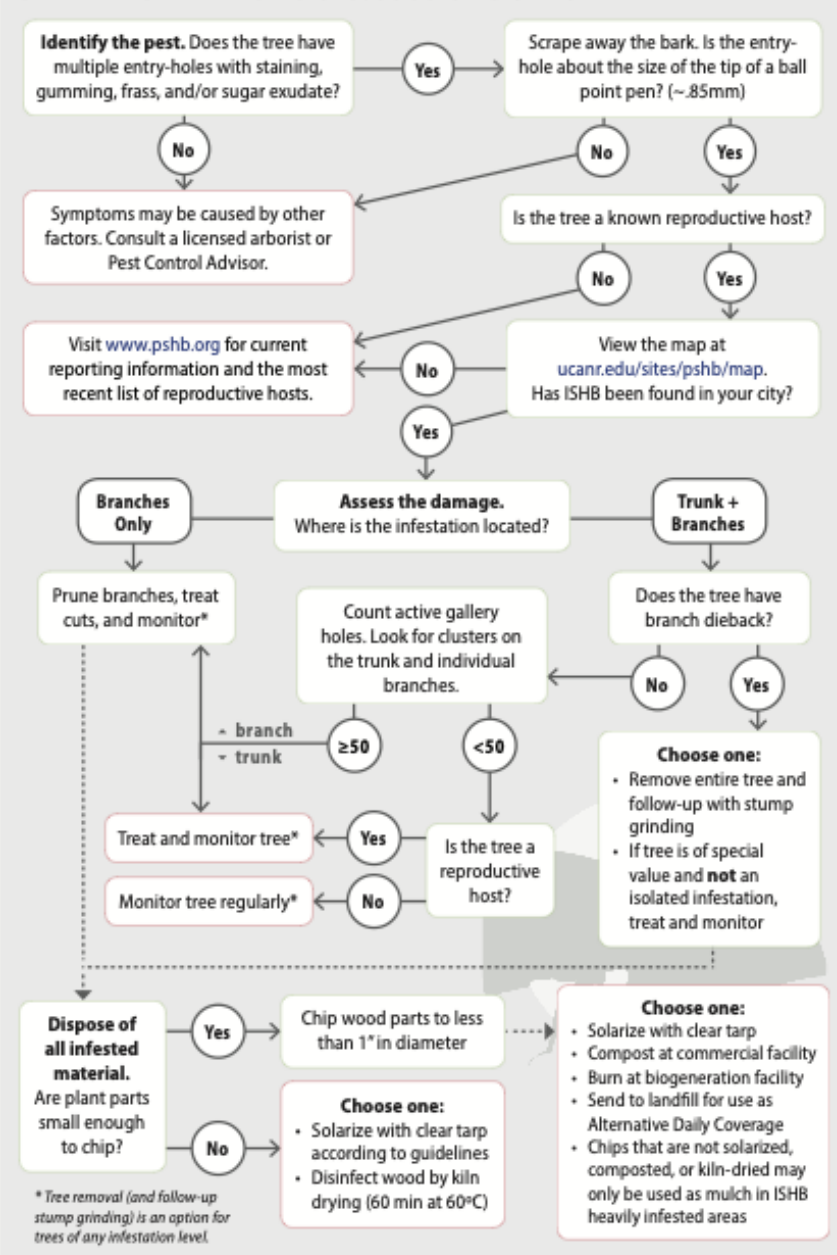 Identify the pest. Does the tree have
multiple entry-holes with staining,
gumming, frass, and/or sugar exudate?
Yes
Scrape away the bark. Is the entry-
hole about the size of the tip of a ball
point pen? (~.85mm)
No
No
Yes
Symptoms may be caused by other
factors. Consult a licensed arborist or
Pest Control Advisor.
Is the tree a known reproductive host?
No
Yes
Visit www.pshb.org for current
reporting information and the most
recent list of reproductive hosts.
No
View the map at
ucanr.edu/sites/pshb/map.
Has ISHB been found in your city?
Yes
Branches
Only
Assess the damage.
Where is the infestation located?
Trunk +
Branches
Prune branches, treat
cuts, and monitor*
Count active gallery
holes. Look for clusters on
the trunk and individual
branches.
Does the tree have
branch dieback?
No
Yes
branch
trunk
≥50
<50
Choose one:
• Remove entire tree and
follow-up with stump
grinding
• If tree is of special
value and not an
isolated infestation,
treat and monitor
Treat and monitor tree*
Yes
Is the tree a
reproductive
host?
Monitor tree regularly*
No
Dispose of
all infested
material.
Are plant parts
small enough
to chip?
Yes
Chip wood parts to less
than 1" in diameter
No
Choose one:
• Solarize with clear tarp
according to guidelines
• Disinfect wood by kiln
drying (60 min at 60ºC)
Choose one:
• Solarize with clear tarp
• Compost at commercial facility
• Burn at biogeneration facility
• Send to landfill for use as
Alternative Daily Coverage
• Chips that are not solarized,
composted, or kiln-dried may
only be used as mulch in ISHB
heavily infested areas
* Tree removal (and follow-up
stump grinding) is an option for
trees of any infestation level.